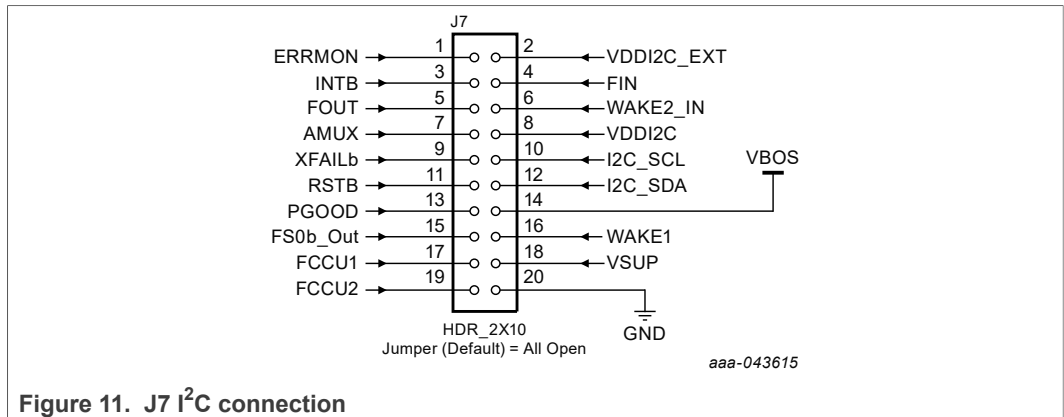 J7
ERRMON 1 2 VDDI2C_EXT
INTB 3 4 FIN
FOUT 5 6 WAKE2_IN
AMUX 7 8 VDDI2C
XFAILb 9 10 I2C_SCL VBOS
RSTB 11 12 I2C_SDA
PGOOD 13 14
FS0b_Out 15 16 WAKE1
FCCU1 17 18 VSUP
FCCU2 19 20
GND
HDR_2X10
Jumper (Default) = All Open
aaa-043615
Figure 11. J7 I²C connection